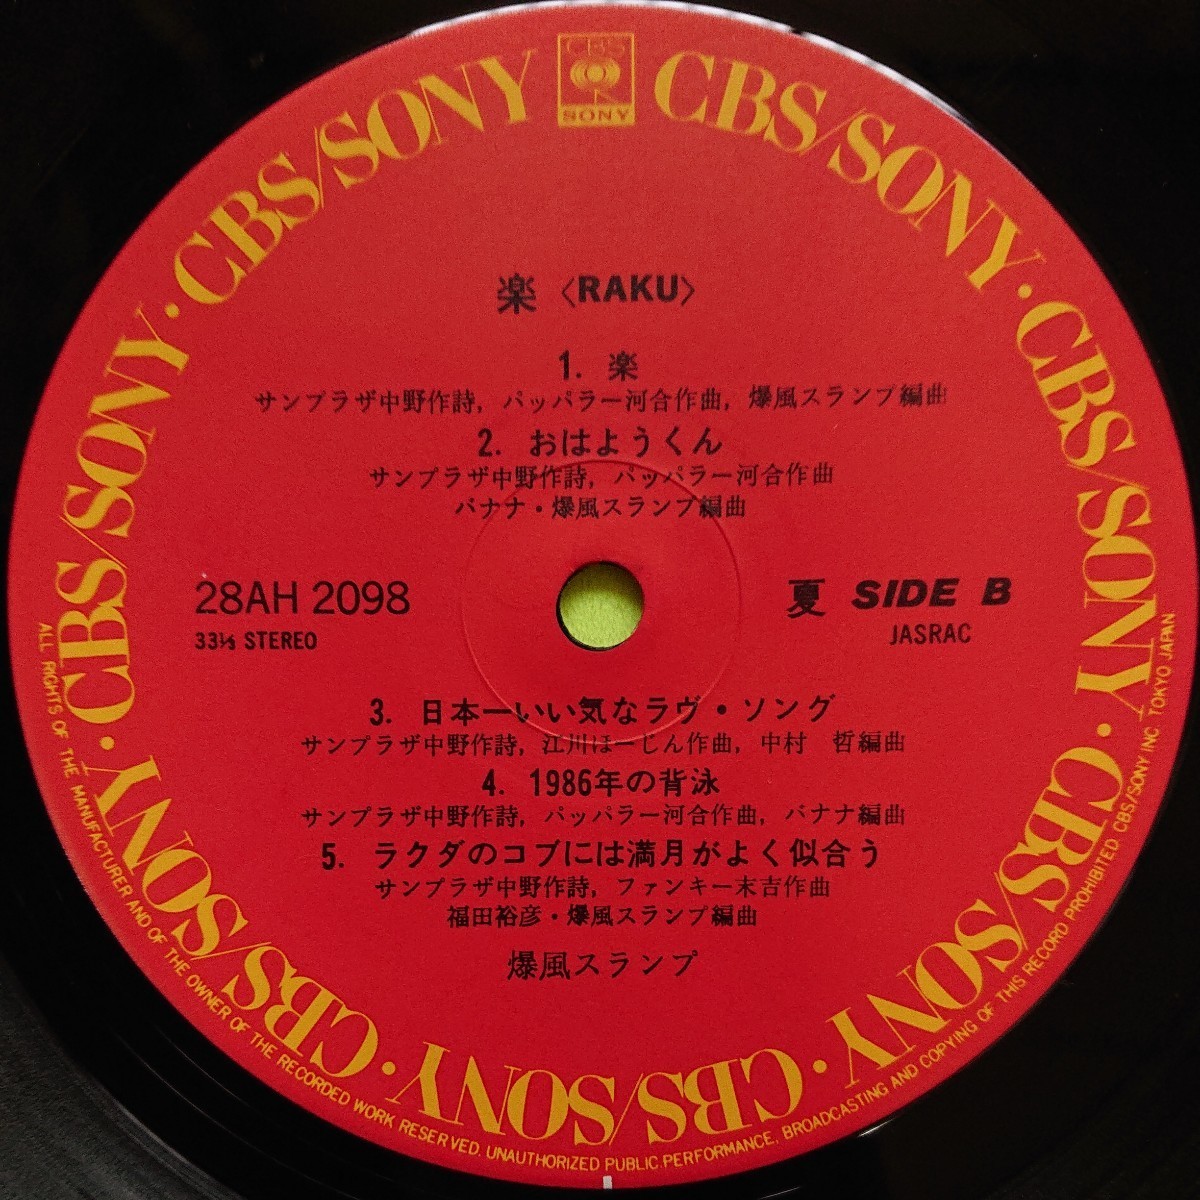 CBS/SONY · CBS/SONY · CBS/SONY · CBS/SONY · CBS/SONY · CBS/SONY · CBS/SONY · CBS/SONY
CBS
SONY
楽〈RAKU〉
1. 楽
サンプラザ中野作詩, パッパラー河合作曲, 爆風スランプ編曲
2. おはようくん
サンプラザ中野作詩, パッパラー河合作曲
バナナ・爆風スランプ編曲
28AH 2098
33⅓ STEREO
夏 SIDE B
JASRAC
3. 日本一いい気なラヴ・ソング
サンプラザ中野作詩, 江川ほーじん作曲, 中村 哲編曲
4. 1986年の背泳
サンプラザ中野作詩, パッパラー河合作曲, バナナ編曲
5. ラクダのコブには満月がよく似合う
サンプラザ中野作詩, ファンキー末吉作曲
福田裕彦・爆風スランプ編曲
爆風スランプ
ALL RIGHTS OF THE MANUFACTURER AND OF THE OWNER OF THE RECORDED WORK RESERVED. UNAUTHORIZED PUBLIC PERFORMANCE, BROADCASTING AND COPYING OF THIS RECORD PROHIBITED CBS/SONY INC TOKYO JAPAN